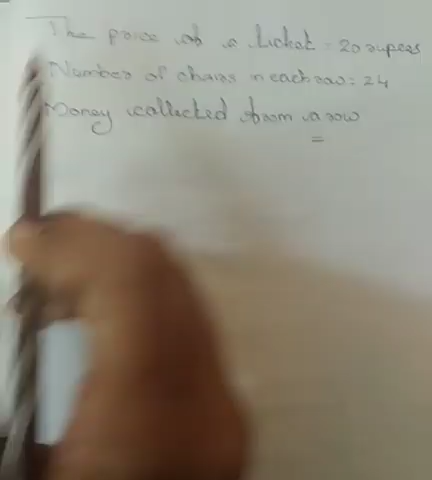 The price of a ticket = 20 rupees
Number of chairs in each row = 24
Money collected from a row
=